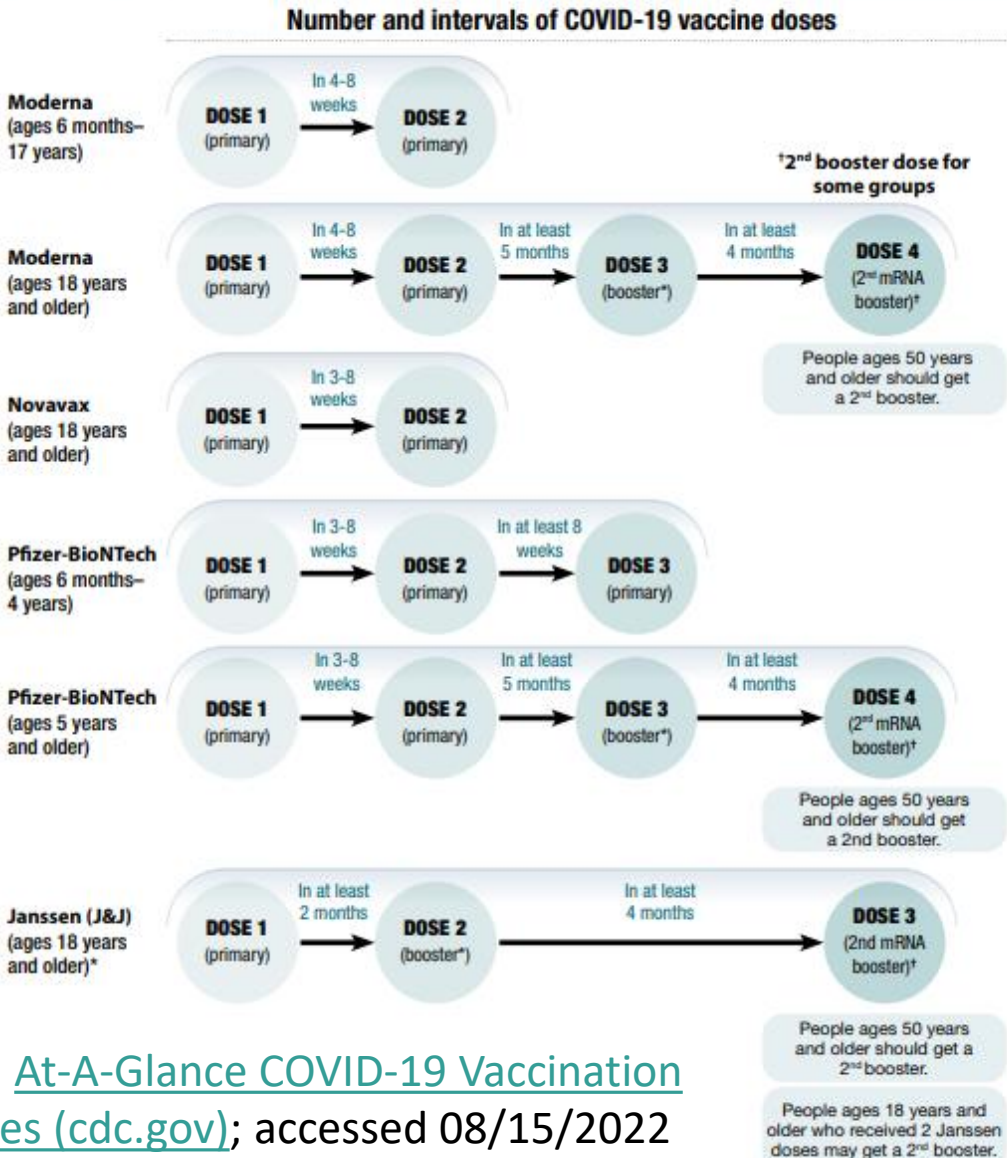 Number and intervals of COVID-19 vaccine doses
Moderna
(ages 6 months–
17 years)
DOSE 1
(primary)
In 4-8
weeks
DOSE 2
(primary)
†2nd booster dose for
some groups
Moderna
(ages 18 years
and older)
DOSE 1
(primary)
In 4-8
weeks
DOSE 2
(primary)
In at least
5 months
DOSE 3
(booster*)
In at least
4 months
DOSE 4
(2nd mRNA
booster)†
People ages 50 years
and older should get
a 2nd booster.
Novavax
(ages 18 years
and older)
DOSE 1
(primary)
In 3-8
weeks
DOSE 2
(primary)
Pfizer-BioNTech
(ages 6 months–
4 years)
DOSE 1
(primary)
In 3-8
weeks
DOSE 2
(primary)
In at least 8
weeks
DOSE 3
(primary)
Pfizer-BioNTech
(ages 5 years
and older)
DOSE 1
(primary)
In 3-8
weeks
DOSE 2
(primary)
In at least
5 months
DOSE 3
(booster*)
In at least
4 months
DOSE 4
(2nd mRNA
booster)†
People ages 50 years
and older should get
a 2nd booster.
Janssen (J&J)
(ages 18 years
and older)*
DOSE 1
(primary)
In at least
2 months
DOSE 2
(booster*)
In at least
4 months
DOSE 3
(2nd mRNA
booster)†
People ages 50 years
and older should get a
2nd booster.
People ages 18 years and
older who received 2 Janssen
doses may get a 2nd booster.
At-A-Glance COVID-19 Vaccination
es (cdc.gov); accessed 08/15/2022